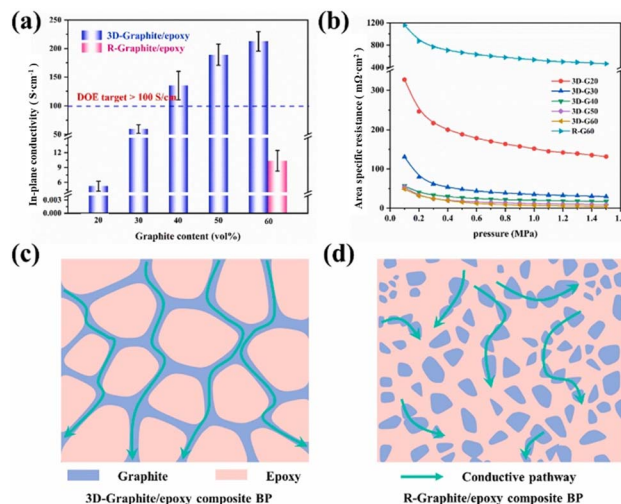 (a)
300
250
200
150
100
50
12
9
6
0.003
0.000
In-plane conductivity ( S·cm⁻¹ )
3D-Graphite/epoxy
R-Graphite/epoxy
DOE target > 100 S/cm
20 30 40 50 60
Graphite content (vol%)
(b)
1200
800
400
200
100
0
Area specific resistance ( mΩ·cm² )
3D-G20
3D-G30
3D-G40
3D-G50
3D-G60
R-G60
0.0 0.2 0.4 0.6 0.8 1.0 1.2 1.4
pressure (MPa)
(c)
(d)
Graphite Epoxy
Conductive pathway
3D-Graphite/epoxy composite BP
R-Graphite/epoxy composite BP